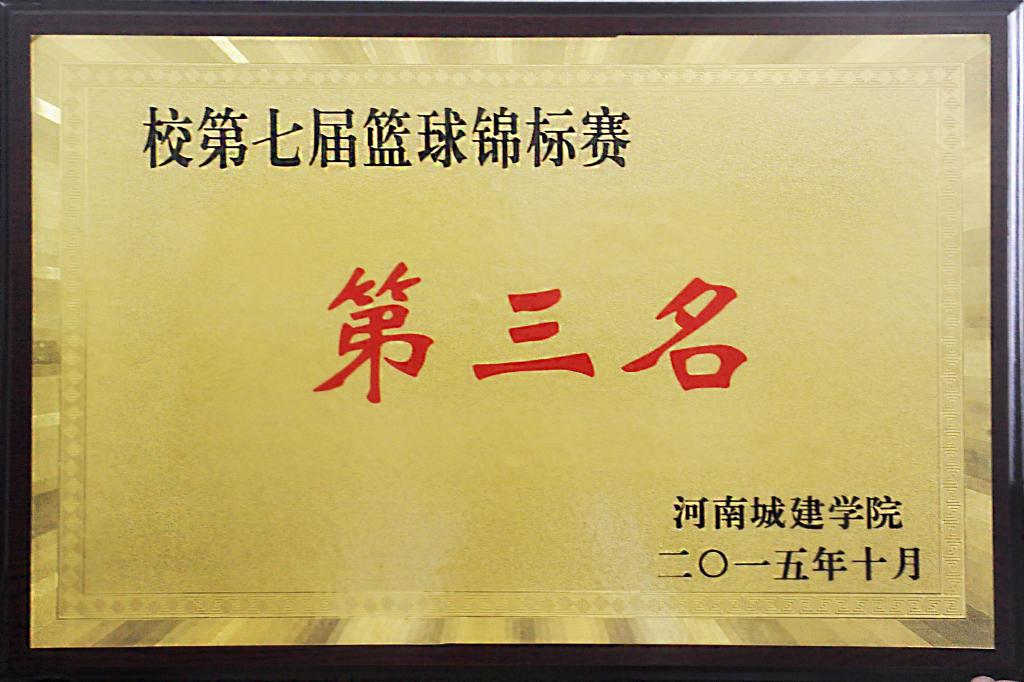 校第七届篮球锦标赛
第三名
河南城建学院
二〇一五年十月